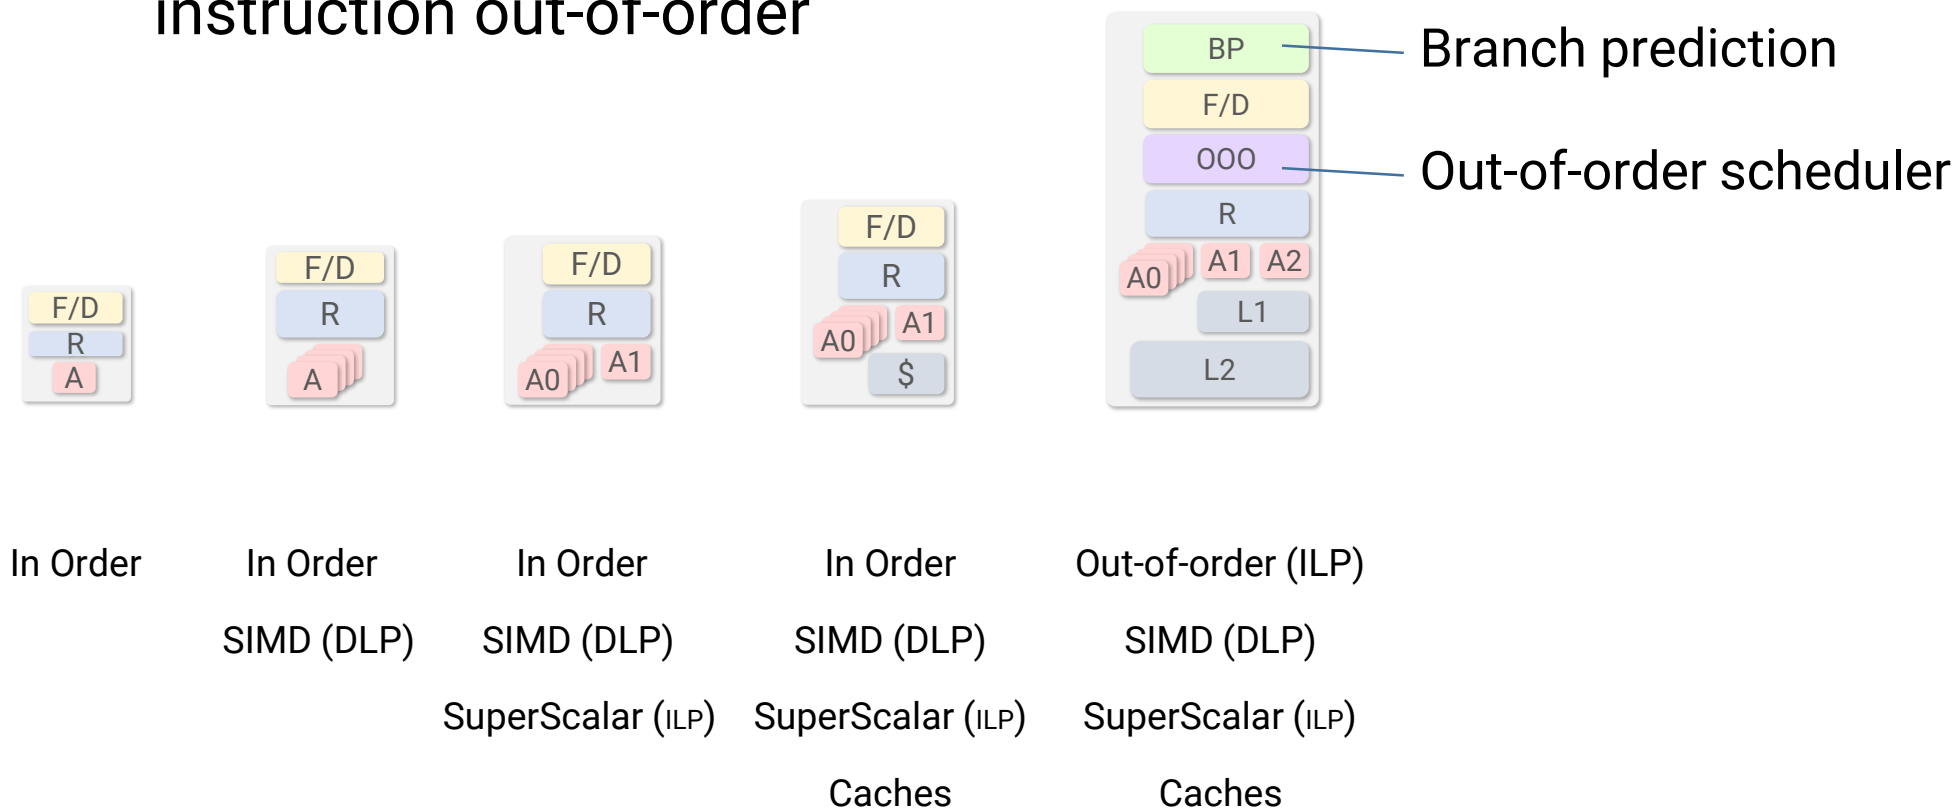 instruction out-of-order
BP
Branch prediction
F/D
OOO
Out-of-order scheduler
R
A0
A1
A2
L1
L2
F/D
R
A0
A1
$
F/D
R
A0
A1
F/D
R
A
F/D
R
A
In Order
In Order
In Order
In Order
Out-of-order (ILP)
SIMD (DLP)
SIMD (DLP)
SIMD (DLP)
SIMD (DLP)
SuperScalar (ILP)
SuperScalar (ILP)
SuperScalar (ILP)
Caches
Caches